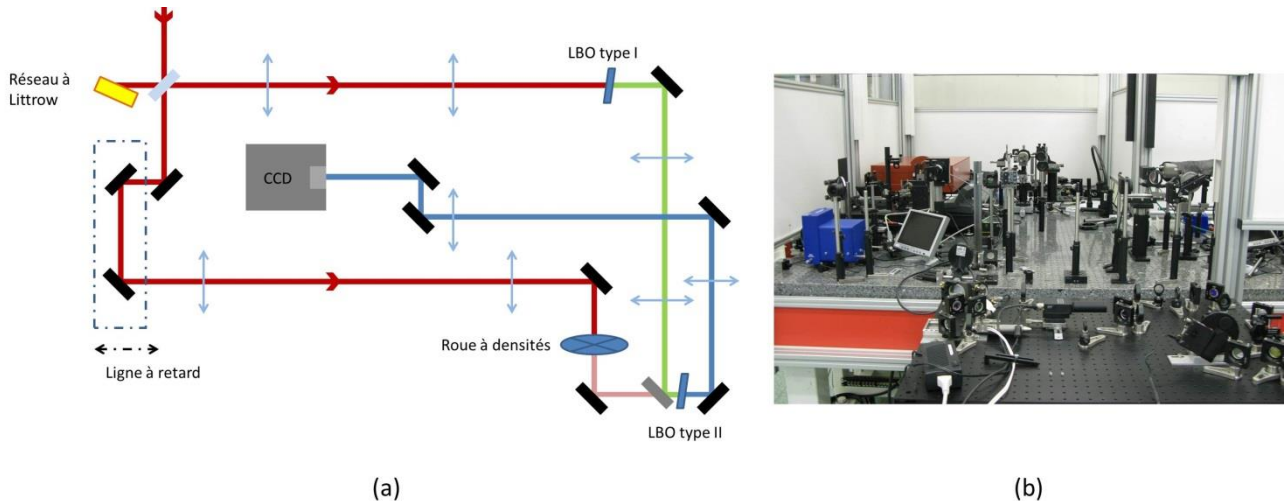 LBO type I
Réseau à
Littrow
CCD
Roue à densités
Ligne à retard
LBO type II
(a)
(b)